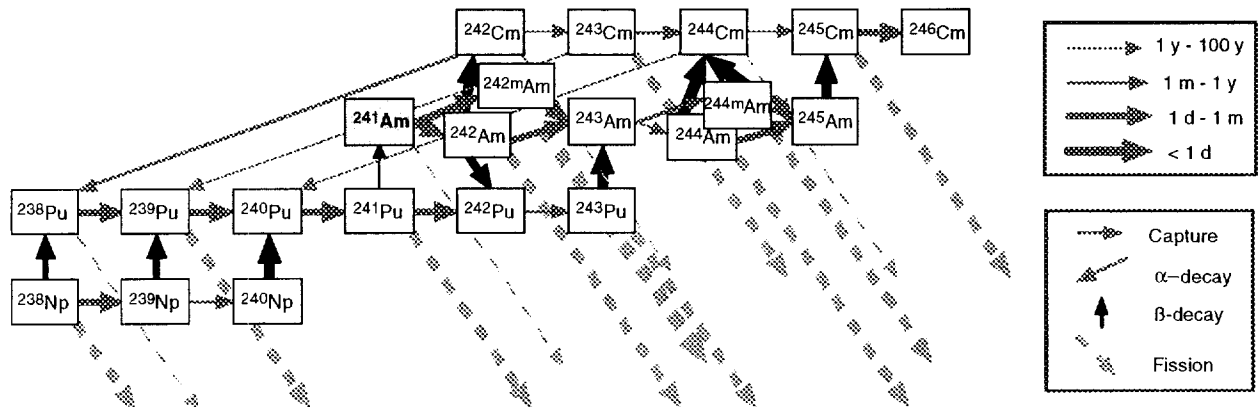 ²⁴²Cm ²⁴³Cm ²⁴⁴Cm ²⁴⁵Cm ²⁴⁶Cm
²⁴²ᵐAm
²⁴¹Am ²⁴²Am ²⁴³Am ²⁴⁴Am ²⁴⁴ᵐAm ²⁴⁵Am
²³⁸Pu ²³⁹Pu ²⁴⁰Pu ²⁴¹Pu ²⁴²Pu ²⁴³Pu
²³⁸Np ²³⁹Np ²⁴⁰Np
1 y - 100 y
1 m - 1 y
1 d - 1 m
< 1 d
Capture
α-decay
ß-decay
Fission